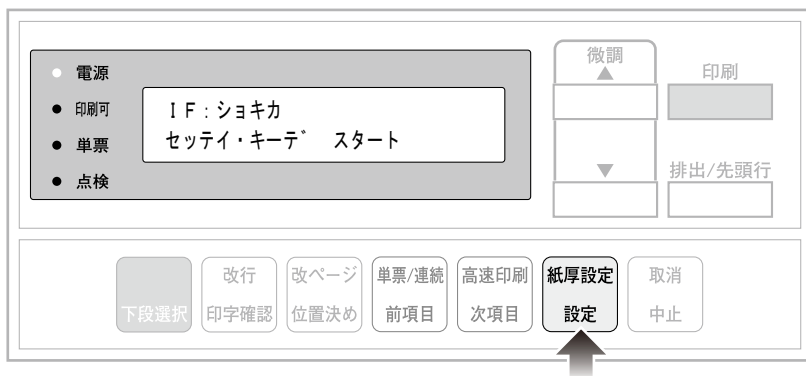 電源
印刷可
単票
点検
IF:ショキカ
セッテイ・キーデ スタート
微調
▲
▼
印刷
排出/先頭行
下段選択
改行
印字確認
改ページ
位置決め
単票/連続
前項目
高速印刷
次項目
紙厚設定
設定
取消
中止